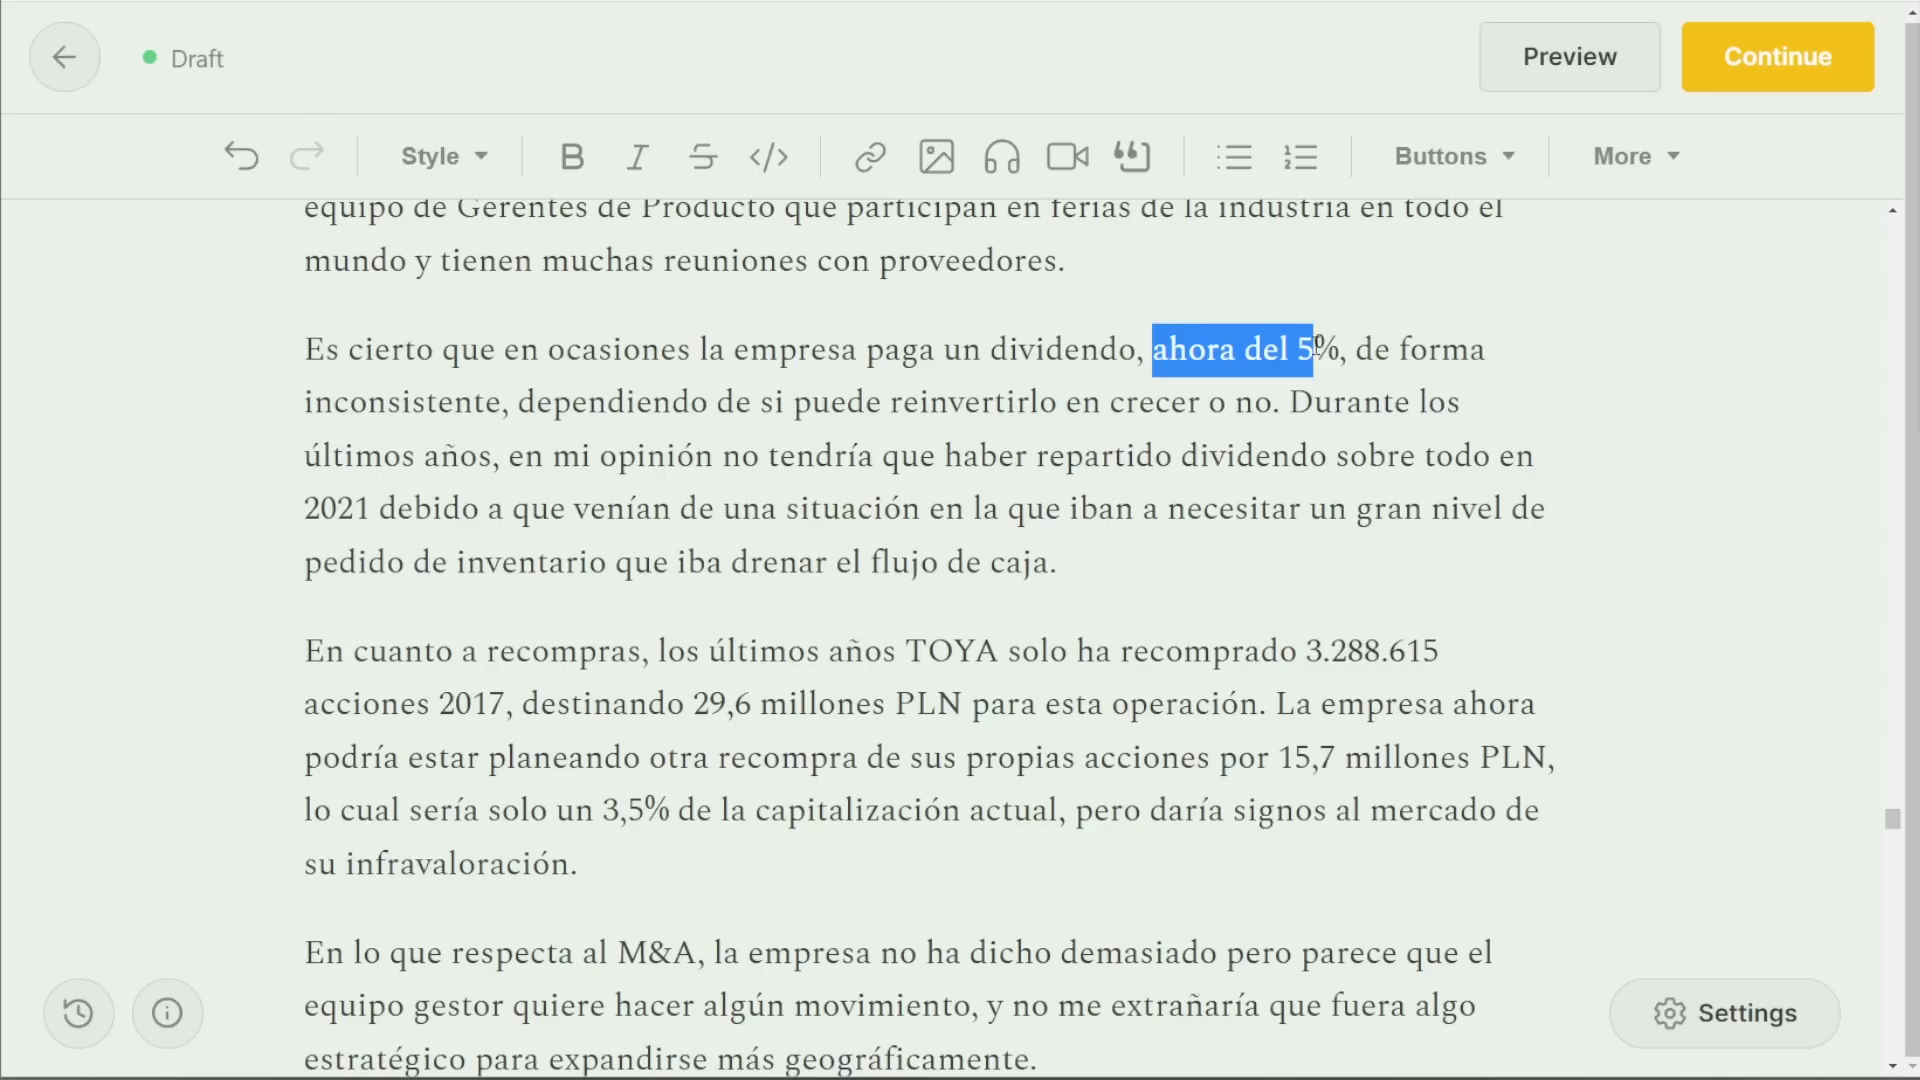 Draft
Preview
Continue
Style
Buttons
More
equipo de Gerentes de Producto que participan en ferias de la industria en todo el
mundo y tienen muchas reuniones con proveedores.
Es cierto que en ocasiones la empresa paga un dividendo, ahora del 5%, de forma
inconsistente, dependiendo de si puede reinvertirlo en crecer o no. Durante los
últimos años, en mi opinión no tendría que haber repartido dividendo sobre todo en
2021 debido a que venían de una situación en la que iban a necesitar un gran nivel de
pedido de inventario que iba drenar el flujo de caja.
En cuanto a recompras, los últimos años TOYA solo ha recomprado 3.288.615
acciones 2017, destinando 29,6 millones PLN para esta operación. La empresa ahora
podría estar planeando otra recompra de sus propias acciones por 15,7 millones PLN,
lo cual sería solo un 3,5% de la capitalización actual, pero daría signos al mercado de
su infravaloración.
En lo que respecta al M&A, la empresa no ha dicho demasiado pero parece que el
equipo gestor quiere hacer algún movimiento, y no me extrañaría que fuera algo
estratégico para expandirse más geográficamente.
Settings